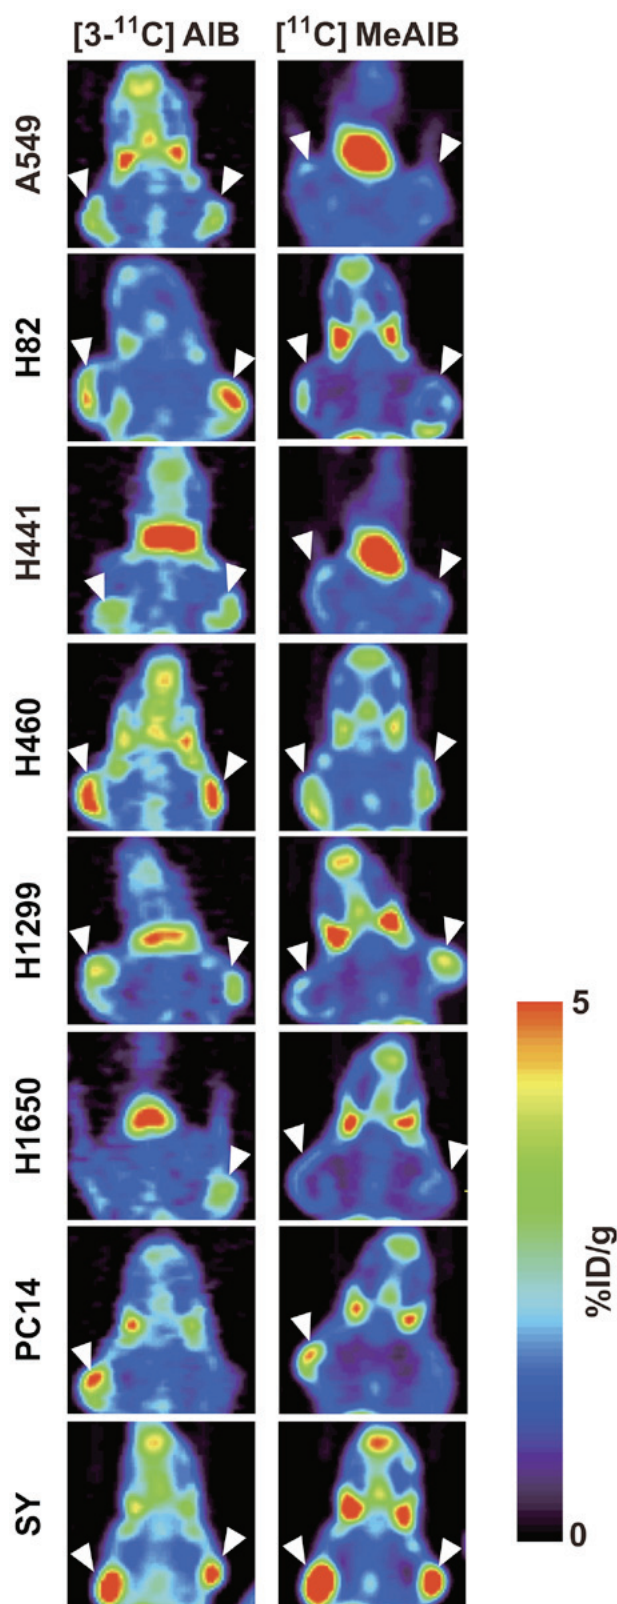 [3-¹¹C] AIB [¹¹C] MeAIB
A549
H82
H441
H460
H1299
H1650
PC14
SY
5
%ID/g
0